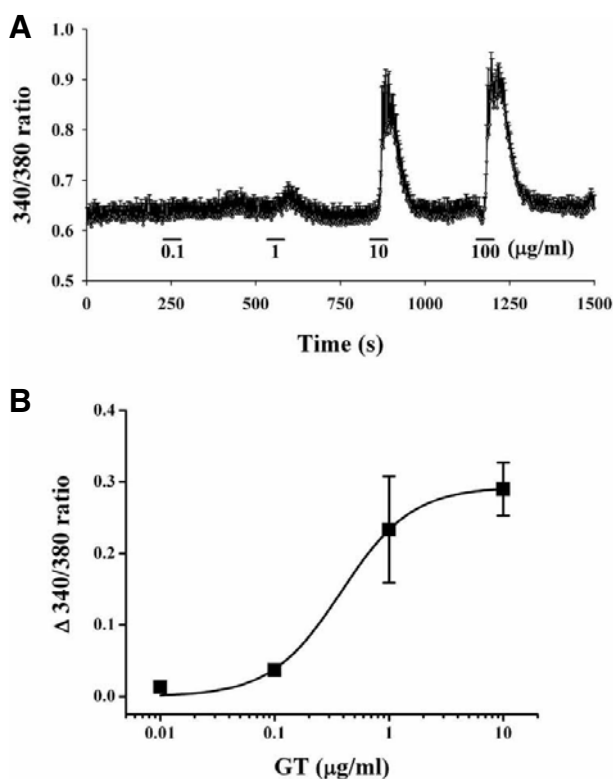 A
1.0
0.9
0.8
0.7
0.6
0.5
340/380 ratio
0.1 1 10 100 (μg/ml)
0 250 500 750 1000 1250 1500
Time (s)
B
0.4
0.3
0.2
0.1
0.0
Δ 340/380 ratio
0.01 0.1 1 10
GT (μg/ml)